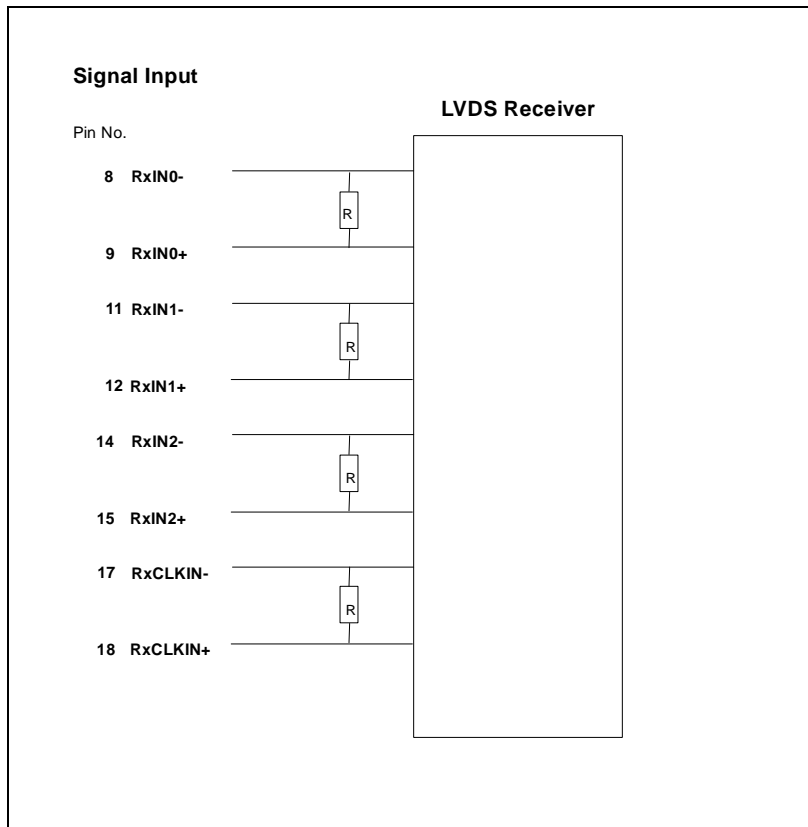 Signal Input
LVDS Receiver
Pin No.
8 RxIN0-
R
9 RxIN0+
11 RxIN1-
R
12 RxIN1+
14 RxIN2-
R
15 RxIN2+
17 RxCLKIN-
R
18 RxCLKIN+